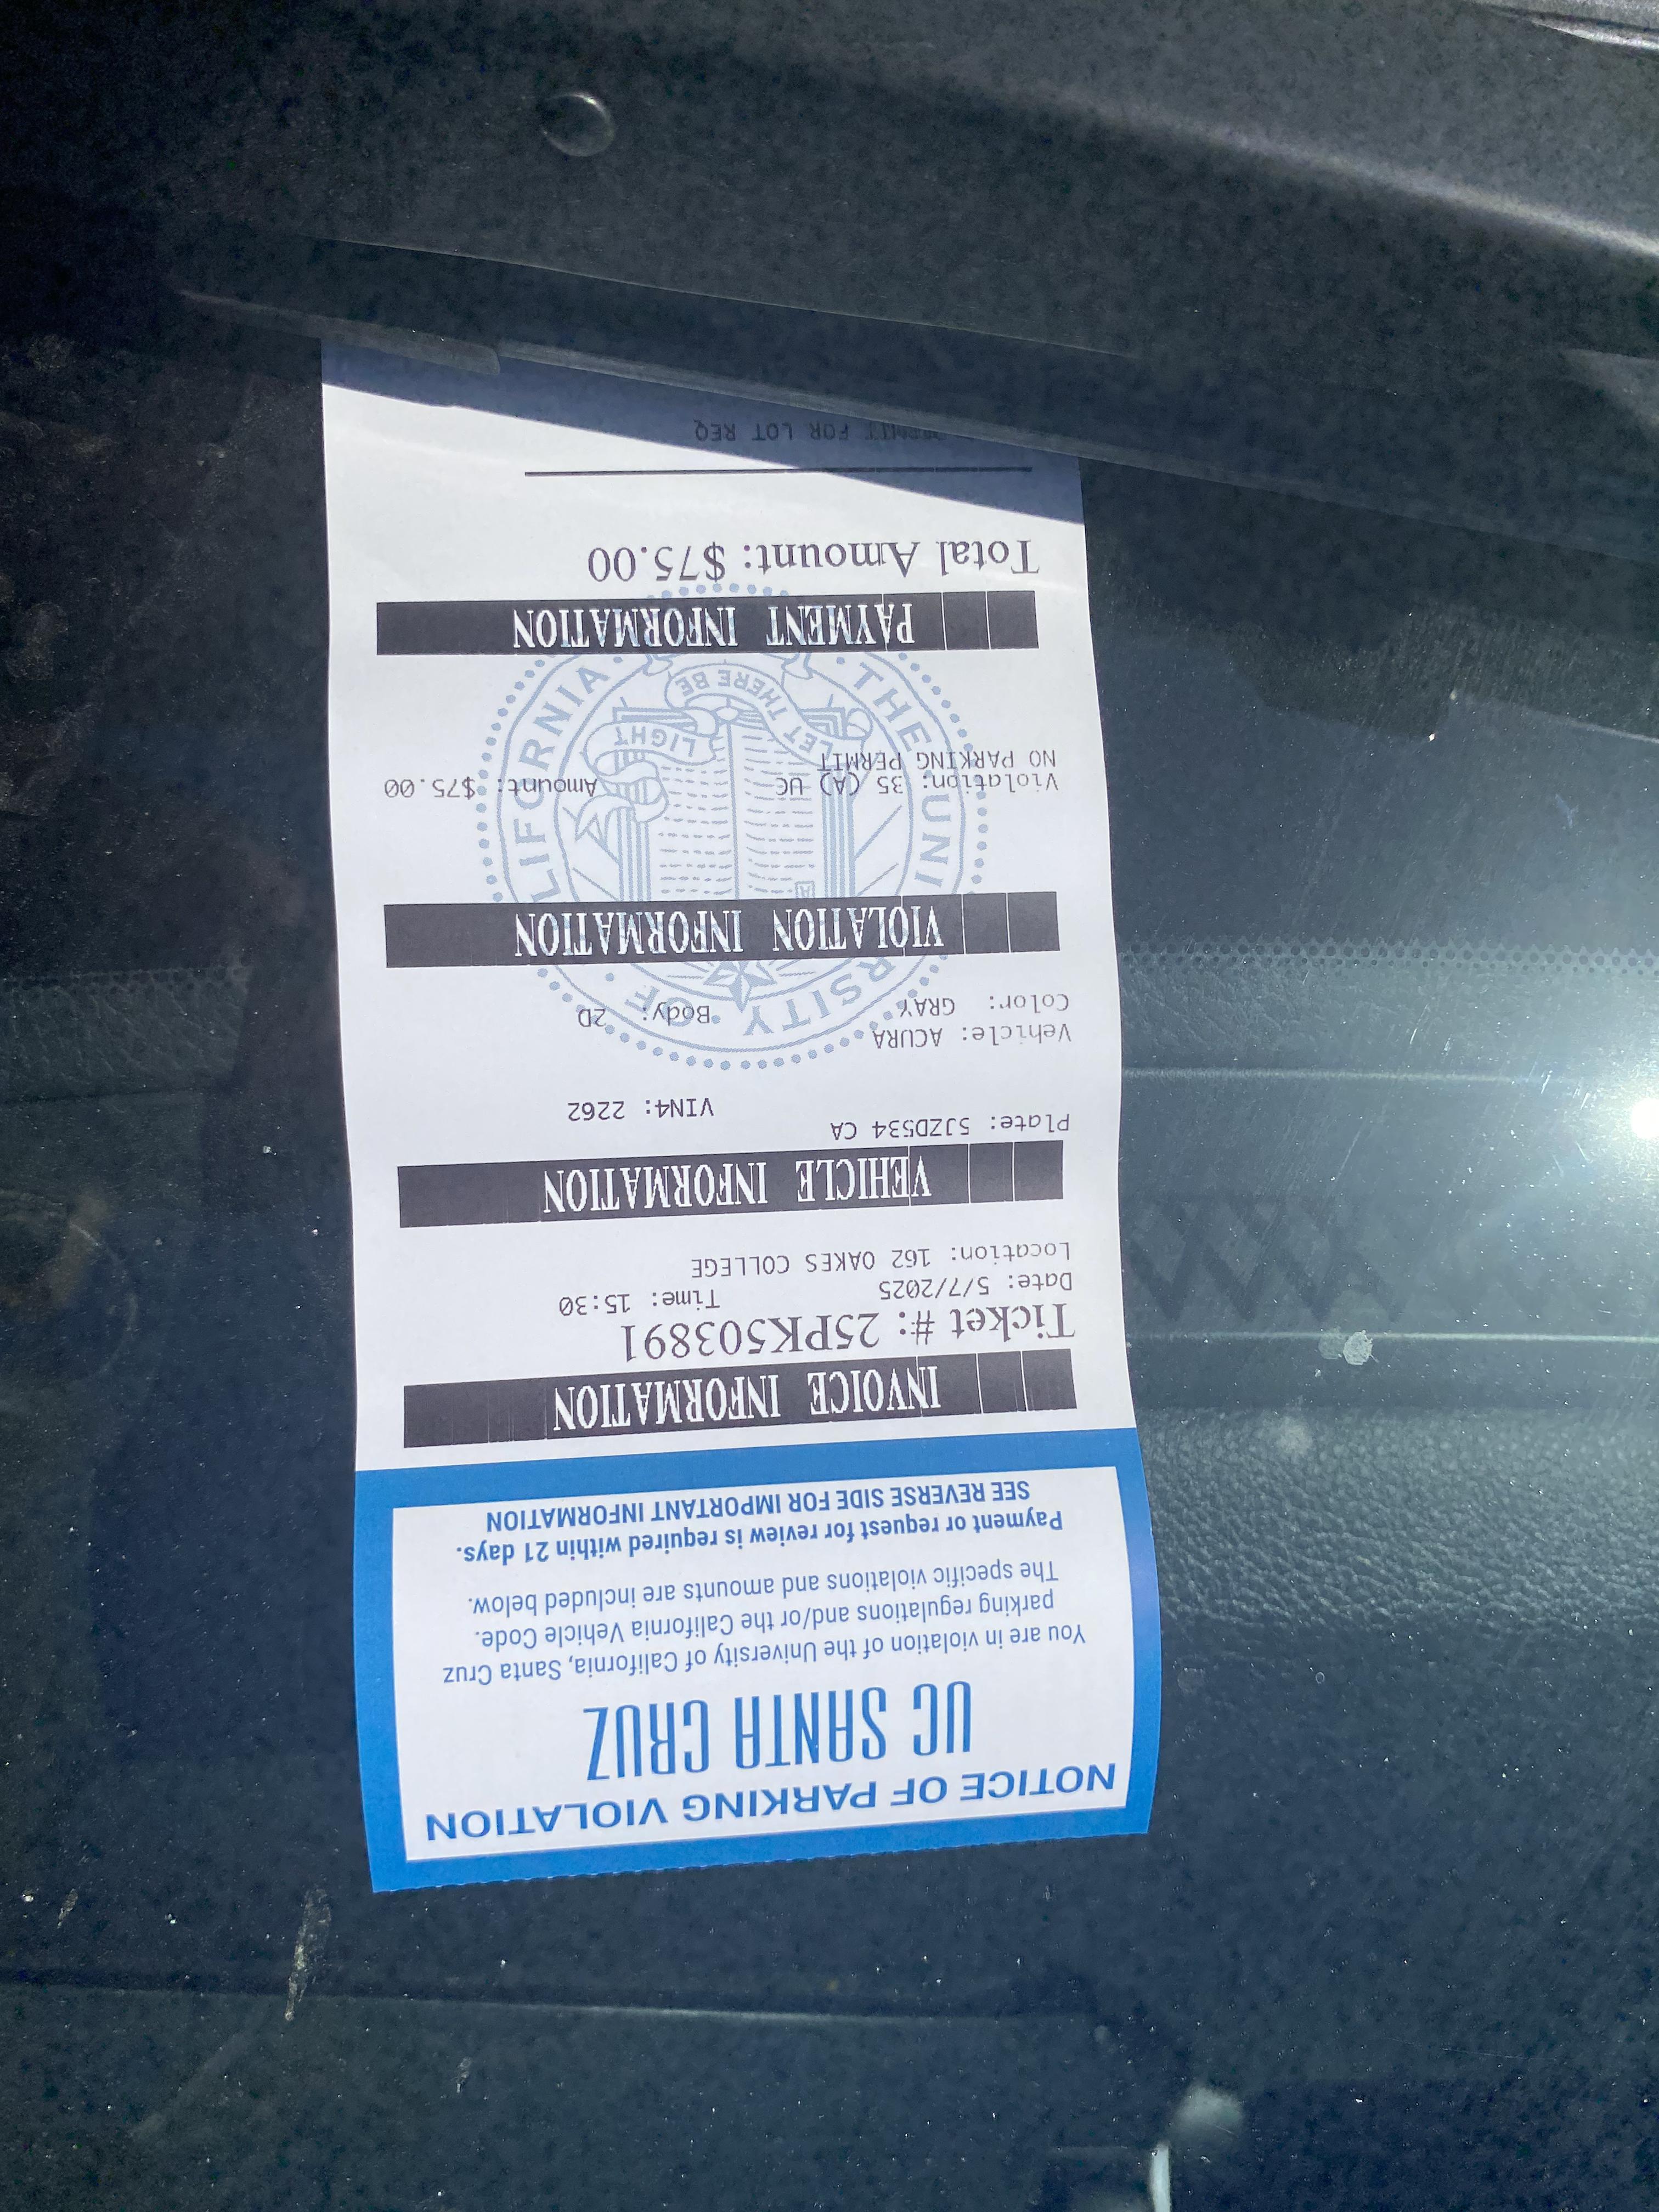 NOTICE OF PARKING VIOLATION
UC SANTA CRUZ
You are in violation of the University of California, Santa Cruz
parking regulations and/or the California Vehicle Code.
The specific violations and amounts are included below.
Payment or request for review is required within 21 days.
SEE REVERSE SIDE FOR IMPORTANT INFORMATION
INVOICE INFORMATION
Ticket #: 25PK503891
Date: 5/7/2025 Time: 15:30
Location: 162 OAKES COLLEGE
VEHICLE INFORMATION
Plate: 5JZD534 CA VIN4: 2262
Vehicle: ACURA
Color: GRAY Body: 2D
VIOLATION INFORMATION
Violation: 35 (A) UC Amount: $75.00
NO PARKING PERMIT
THE UNI RSITY OF LIFORNIA
LET THERE BE LIGHT
PAYMENT INFORMATION
Total Amount: $75.00
FOR LOT REQ